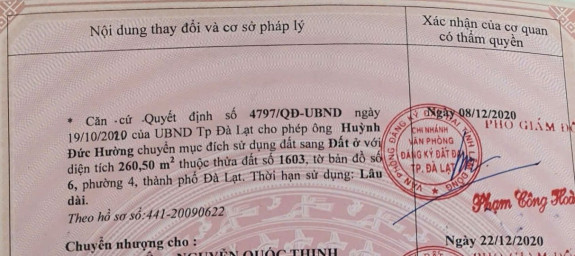 Nội dung thay đổi và cơ sở pháp lý
Xác nhận của cơ quan
có thẩm quyền
* Căn cứ Quyết định số 4797/QĐ-UBND ngày
19/10/2020 của UBND Tp Đà Lạt cho phép ông Huỳnh
Đức Hường chuyển mục đích sử dụng đất sang Đất ở với
diện tích 260,50 m² thuộc thửa đất số 1603, tờ bản đồ số
6, phường 4, thành phố Đà Lạt. Thời hạn sử dụng: Lâu
dài.
Theo hồ sơ số:441-20090622
Ngày 08/12/2020
PHÓ GIÁM ĐỐ
CHI NHÁNH
VĂN PHÒNG
ĐĂNG KÝ ĐẤT ĐAI
TP. ĐÀ LẠT
Phạm Công Hoà
Chuyển nhượng cho :
Ngày 22/12/2020
NGUYỄN QUỐC THỊNH